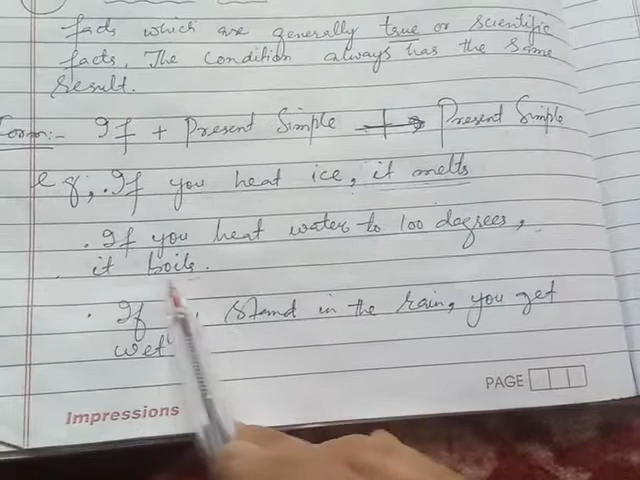 facts which are generally true or scientific
facts. The condition always has the same
result.
Form:- If + Present Simple + Present Simple
eg; . If you heat ice, it melts
. If you heat water to 100 degrees,
it boils.
. If stand in the rain, you get
wet
PAGE
Impressions